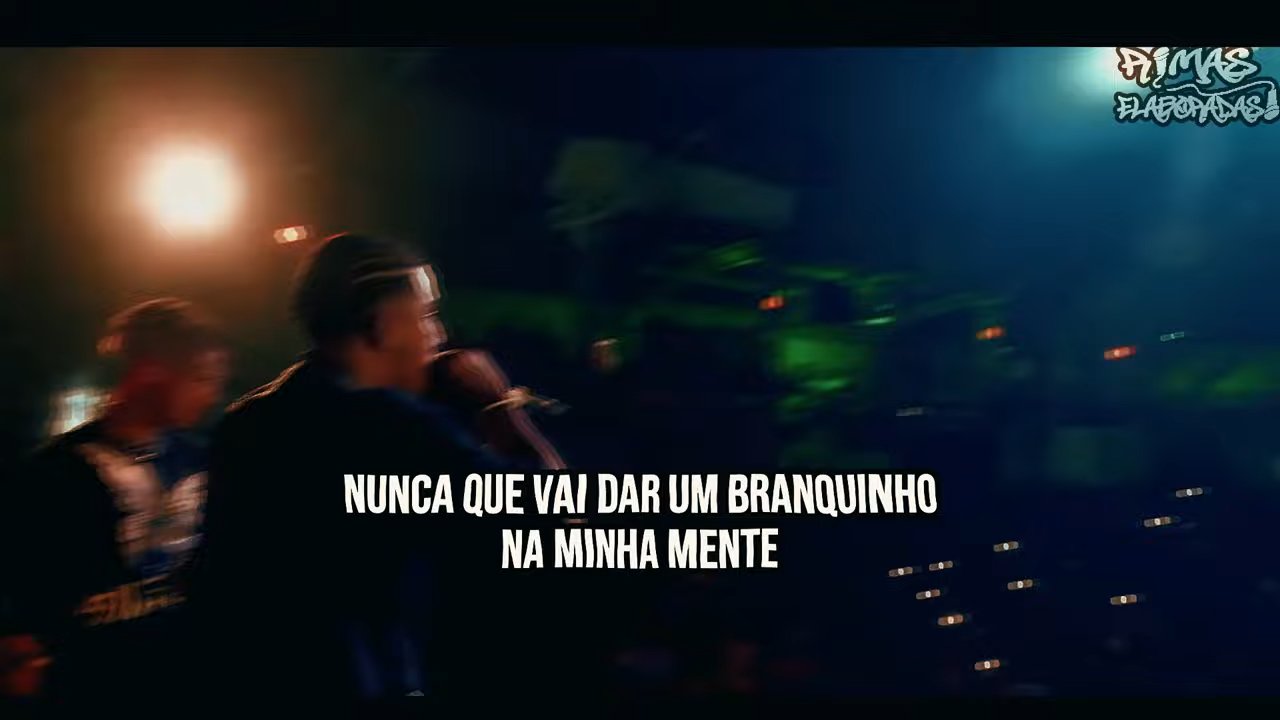 RIMAS
ELABORADAS!
NUNCA QUE VAI DAR UM BRANQUINHO
NA MINHA MENTE